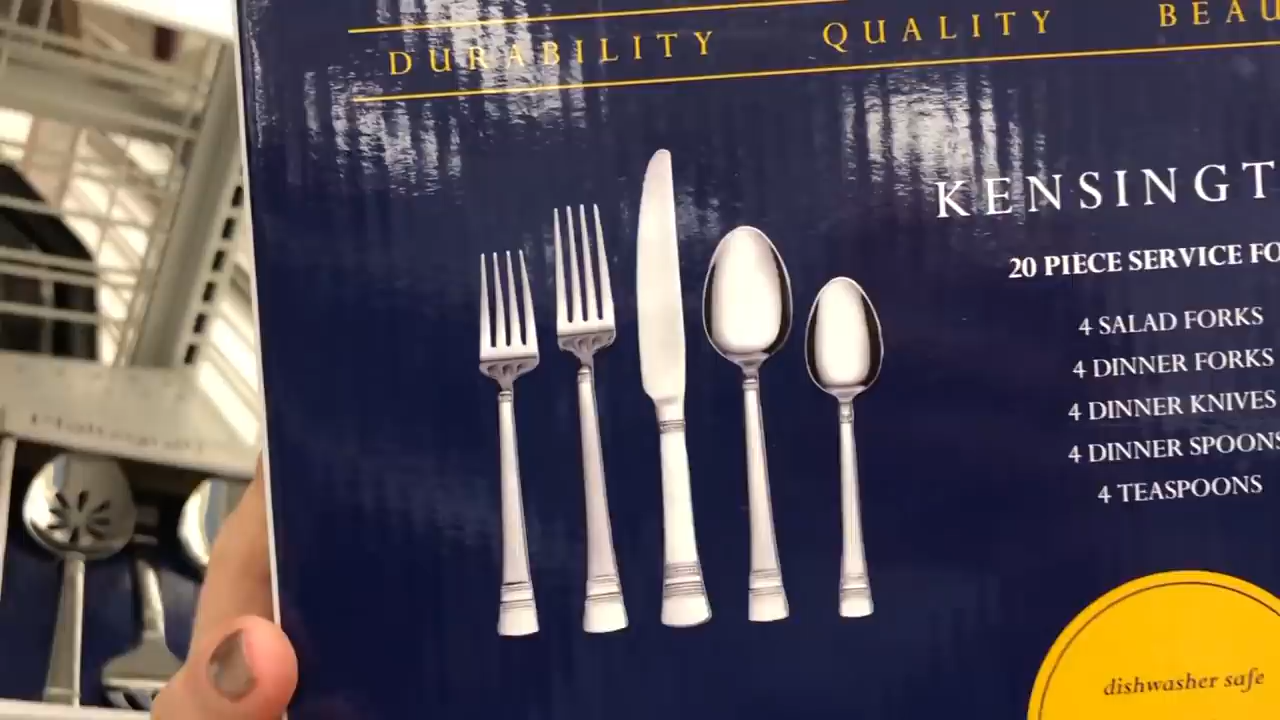 DURABILITY QUALITY BEAU
KENSINGT
20 PIECE SERVICE FO
4 SALAD FORKS
4 DINNER FORKS
4 DINNER KNIVES
4 DINNER SPOONS
4 TEASPOONS
dishwasher safe